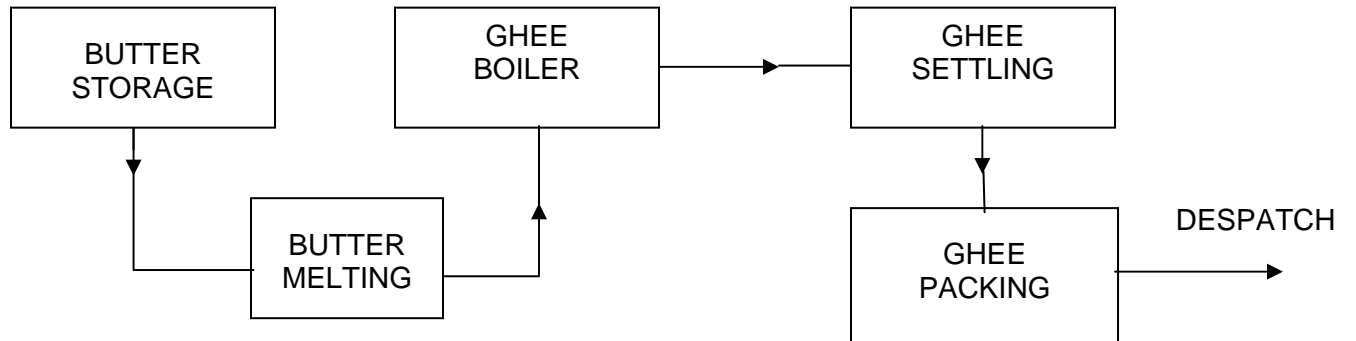 BUTTER
STORAGE
GHEE
BOILER
GHEE
SETTLING
BUTTER
MELTING
GHEE
PACKING
DESPATCH